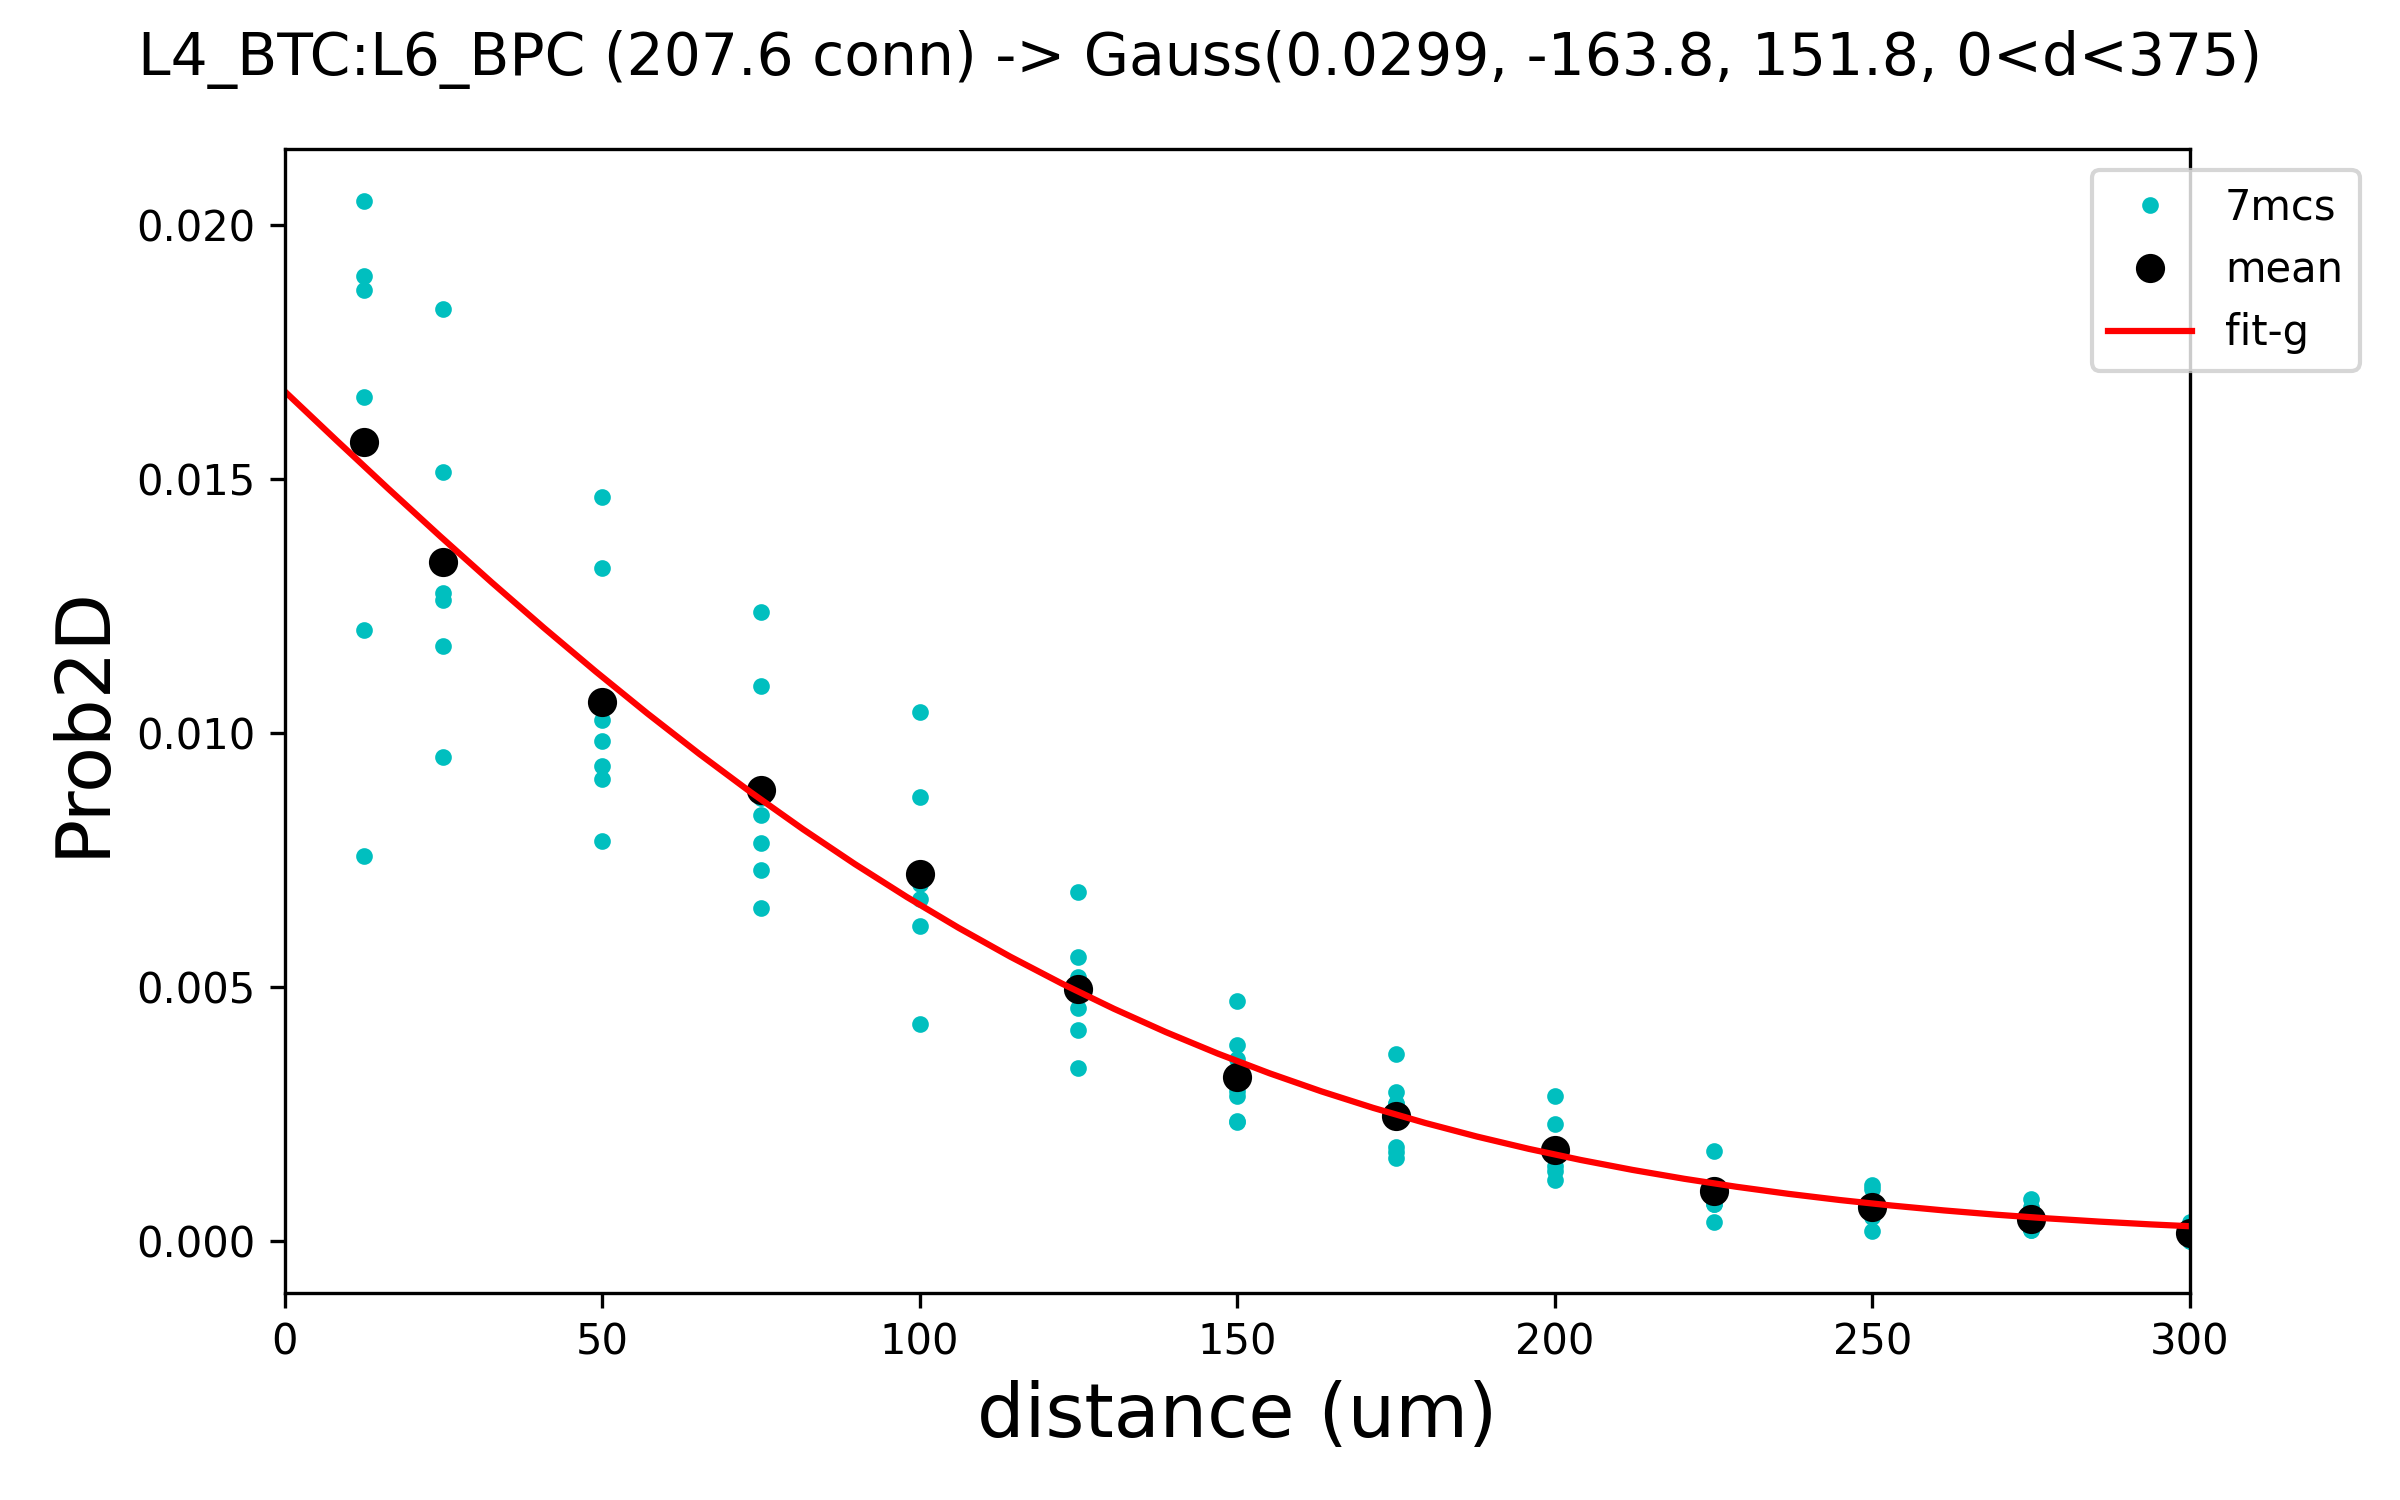 L4_BTC:L6_BPC (207.6 conn) -> Gauss(0.0299, -163.8, 151.8, 0<d<375)
7mcs
mean
fit-g
Prob2D
0.020
0.015
0.010
0.005
0.000
0 50 100 150 200 250 300
distance (um)